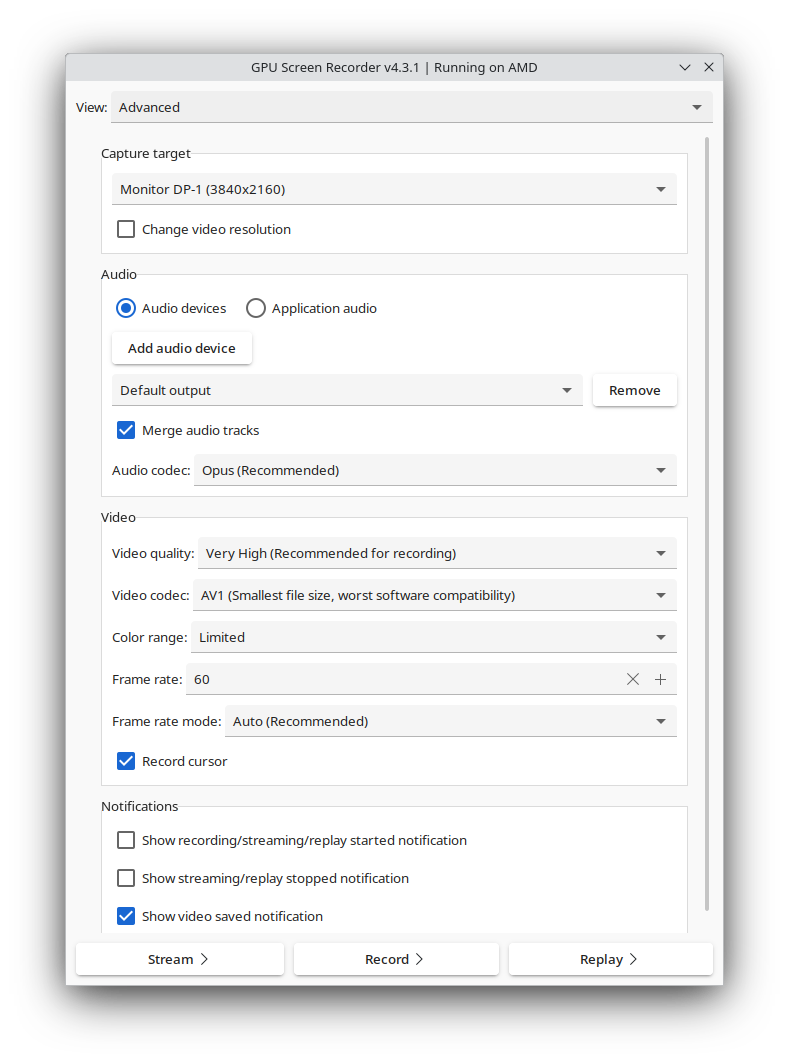 GPU Screen Recorder v4.3.1 | Running on AMD
View: Advanced
Capture target
Monitor DP-1 (3840x2160)
Change video resolution
Audio
Audio devices Application audio
Add audio device
Default output Remove
Merge audio tracks
Audio codec: Opus (Recommended)
Video
Video quality: Very High (Recommended for recording)
Video codec: AV1 (Smallest file size, worst software compatibility)
Color range: Limited
Frame rate: 60
Frame rate mode: Auto (Recommended)
Record cursor
Notifications
Show recording/streaming/replay started notification
Show streaming/replay stopped notification
Show video saved notification
Stream Record Replay